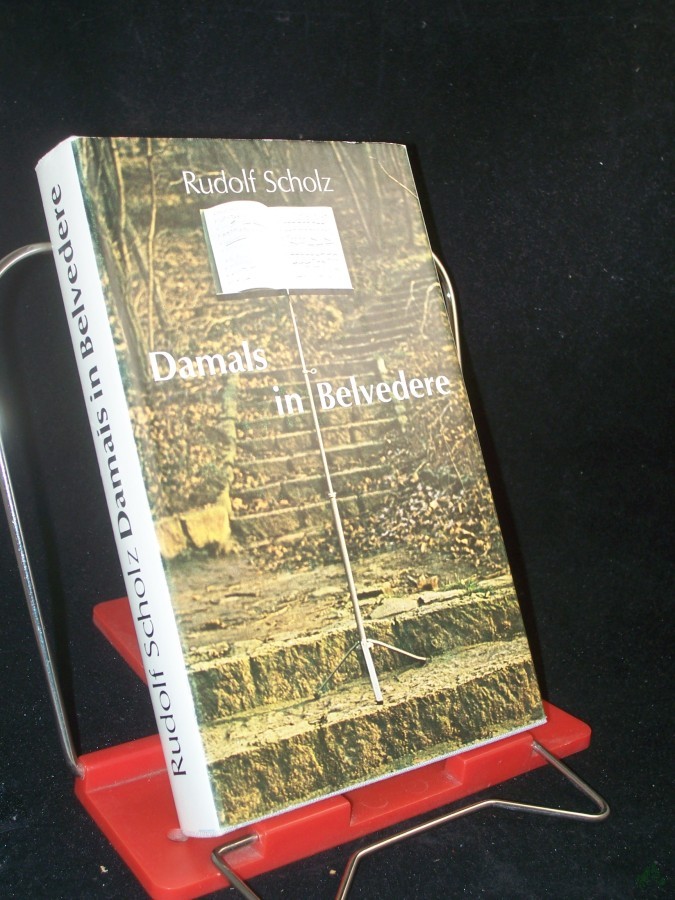 Rudolf Scholz
Damals
in Belvedere
Rudolf Scholz Damals in Belvedere